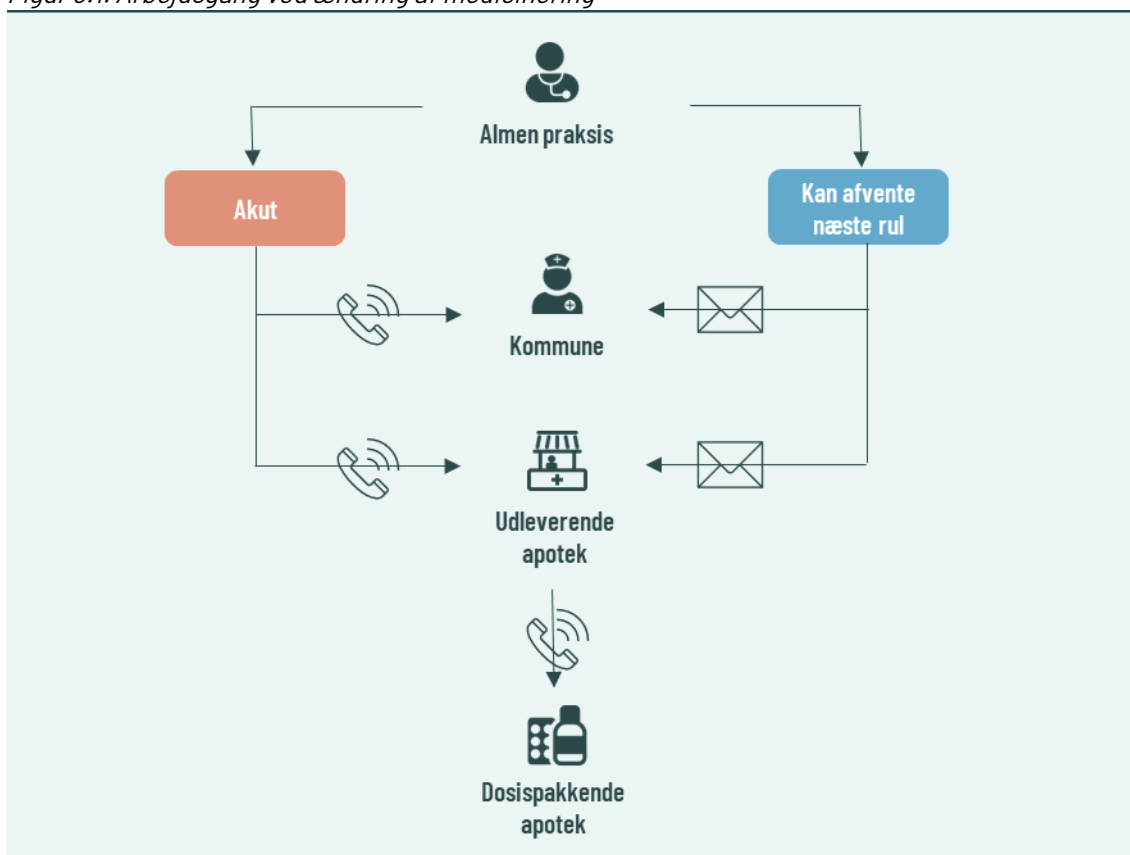 Almen praksis
Akut
Kan afvente
næste rul
Kommune
Udleverende
apotek
Dosispakkende
apotek